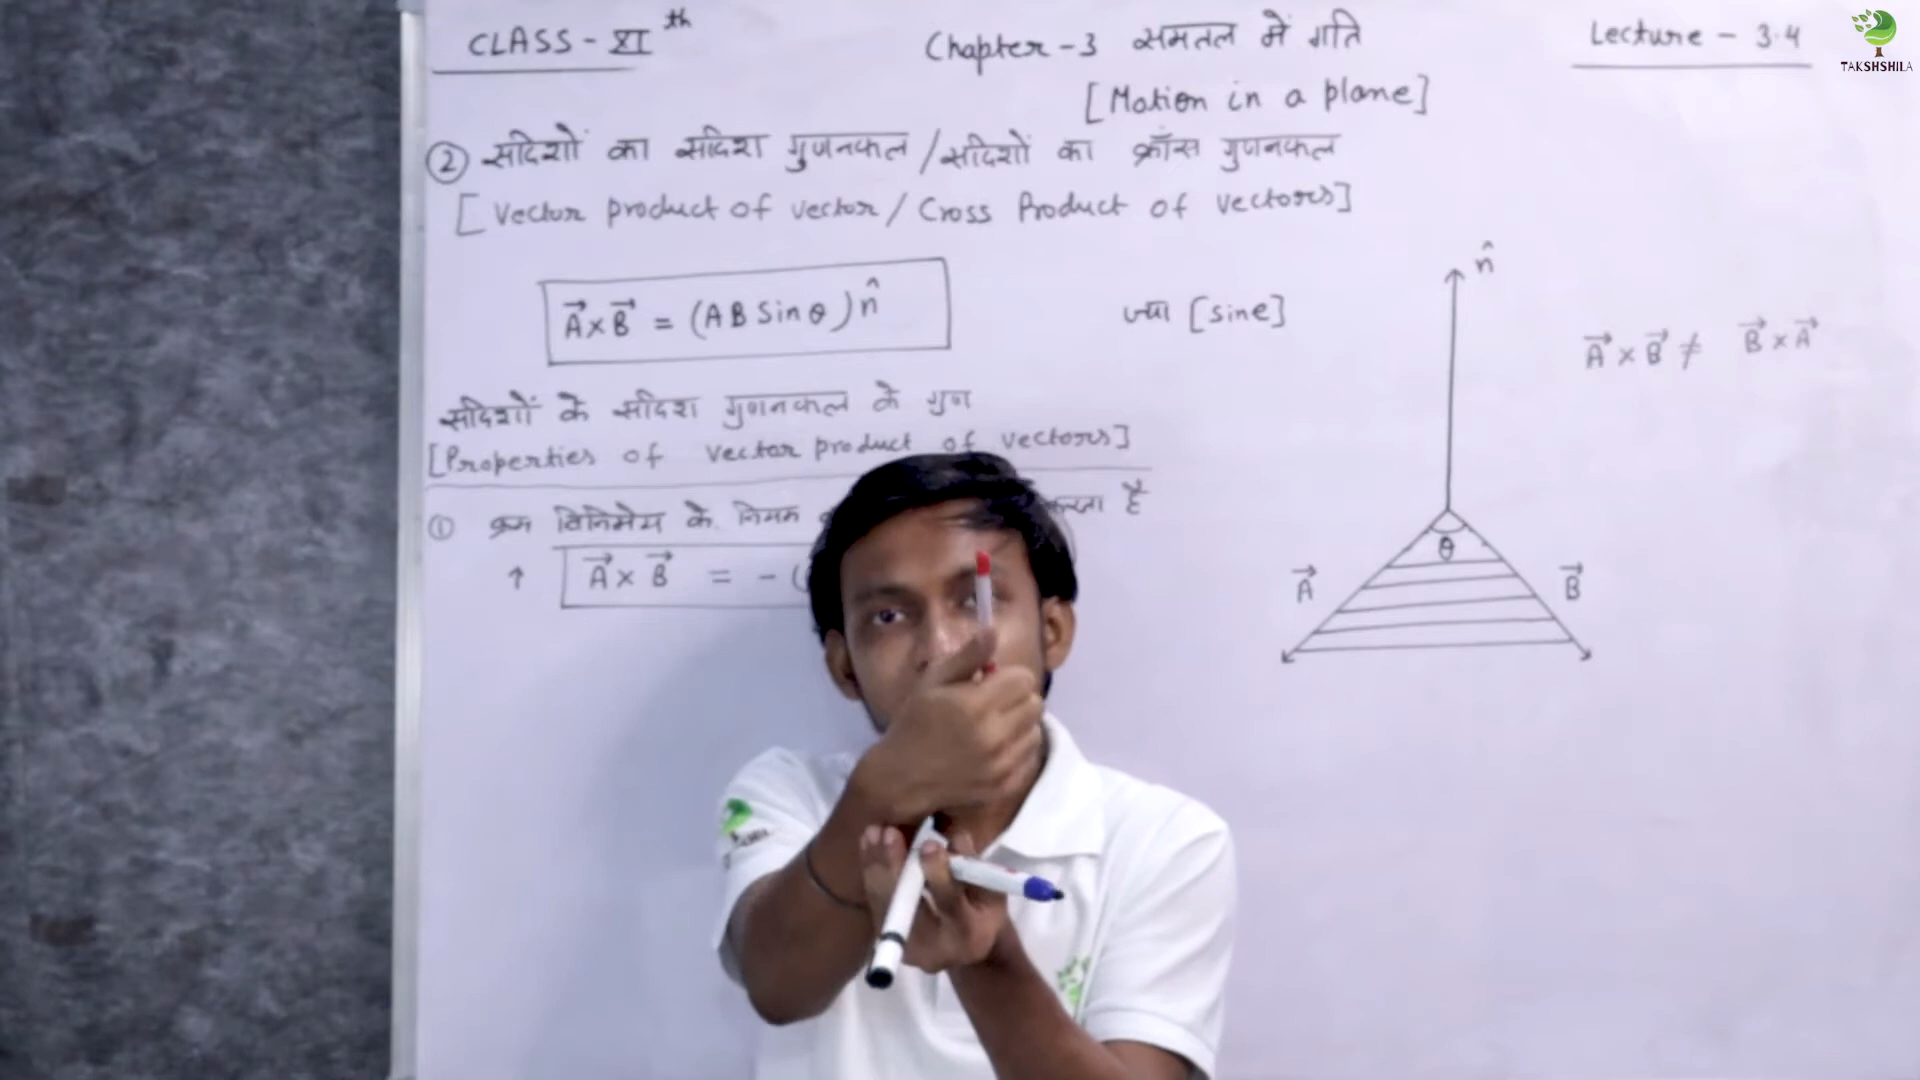 CLASS - XI th
Chapter - 3 समतल में गति
Lecture - 3.4
TAKSHSHILA
[Motion in a plane]
② सदिशों का सदिश गुणनफल / सदिशों का क्रॉस गुणनफल
[Vector product of vector / Cross Product of vectors]
A⃗ × B⃗ = (A B Sin θ) n̂
ज्या [sine]
n̂
A⃗ × B⃗ ≠ B⃗ × A⃗
सदिशों के सदिश गुणनफल के गुण
[Properties of vector product of vectors]
① क्रम विनिमेय के नियम करता है
↑ A⃗ × B⃗ = - (
θ
A⃗
B⃗